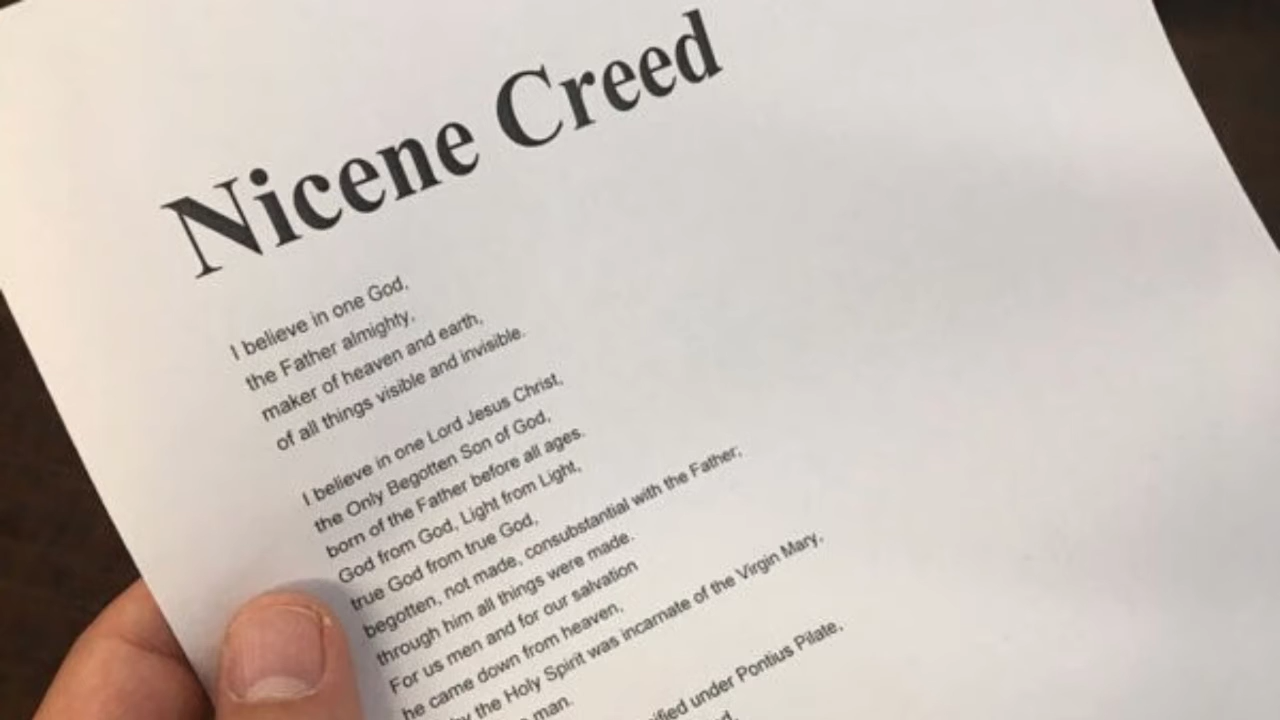 Nicene Creed
I believe in one God,
the Father almighty,
maker of heaven and earth,
of all things visible and invisible.
I believe in one Lord Jesus Christ,
the Only Begotten Son of God,
born of the Father before all ages.
God from God, Light from Light,
true God from true God,
begotten, not made, consubstantial with the Father;
through him all things were made.
For us men and for our salvation
he came down from heaven,
the Holy Spirit was incarnate of the Virgin Mary,
man.
under Pontius Pilate,